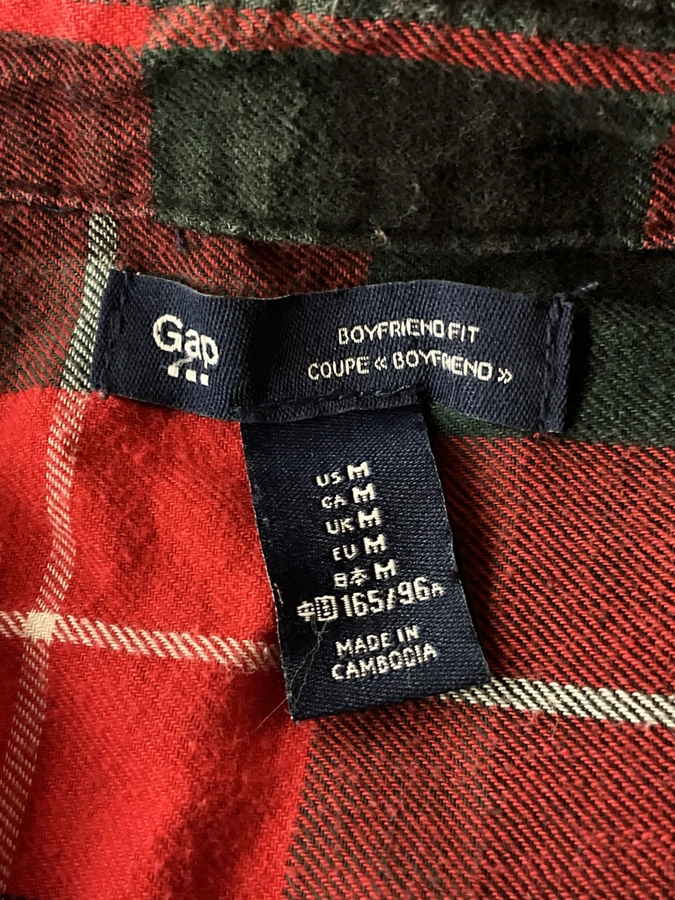 Gap
BOYFRIEND FIT
COUPE « BOYFRIEND »
US M
CA M
UK M
EU M
日本 M
中国 165/96A
MADE IN
CAMBODIA